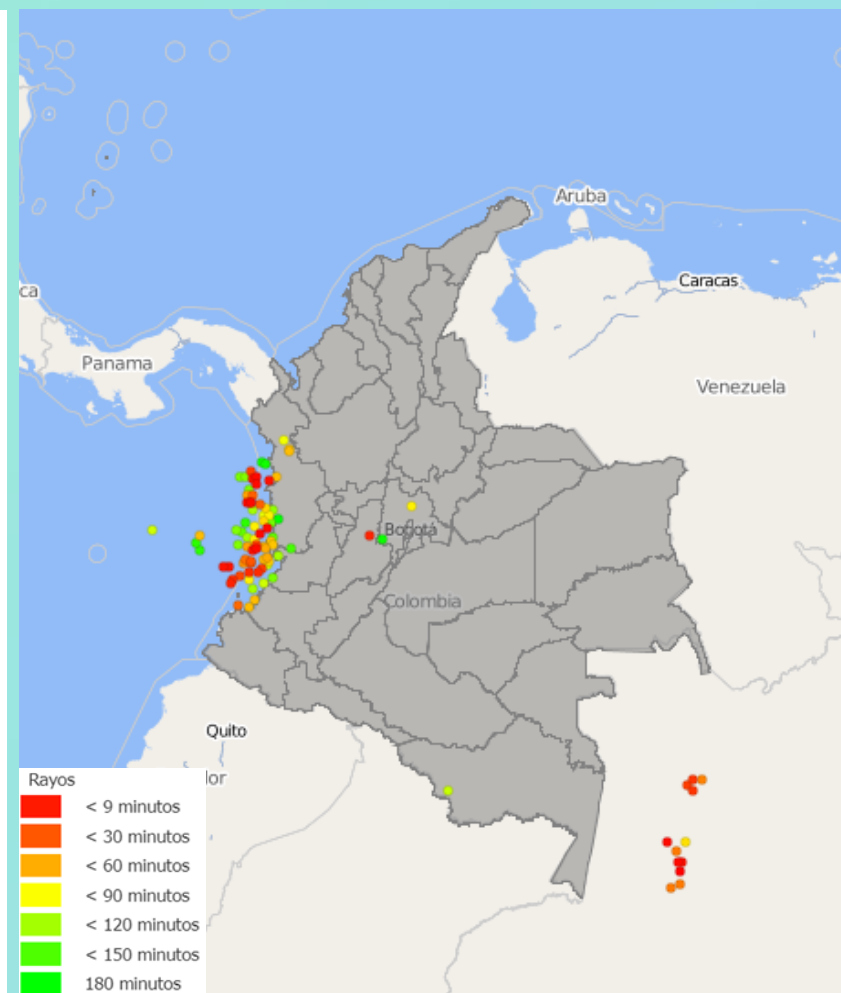 Aruba
Caracas
ca
Panama
Venezuela
Bogotá
Colombia
Quito
dor
Rayos
< 9 minutos
< 30 minutos
< 60 minutos
< 90 minutos
< 120 minutos
< 150 minutos
180 minutos